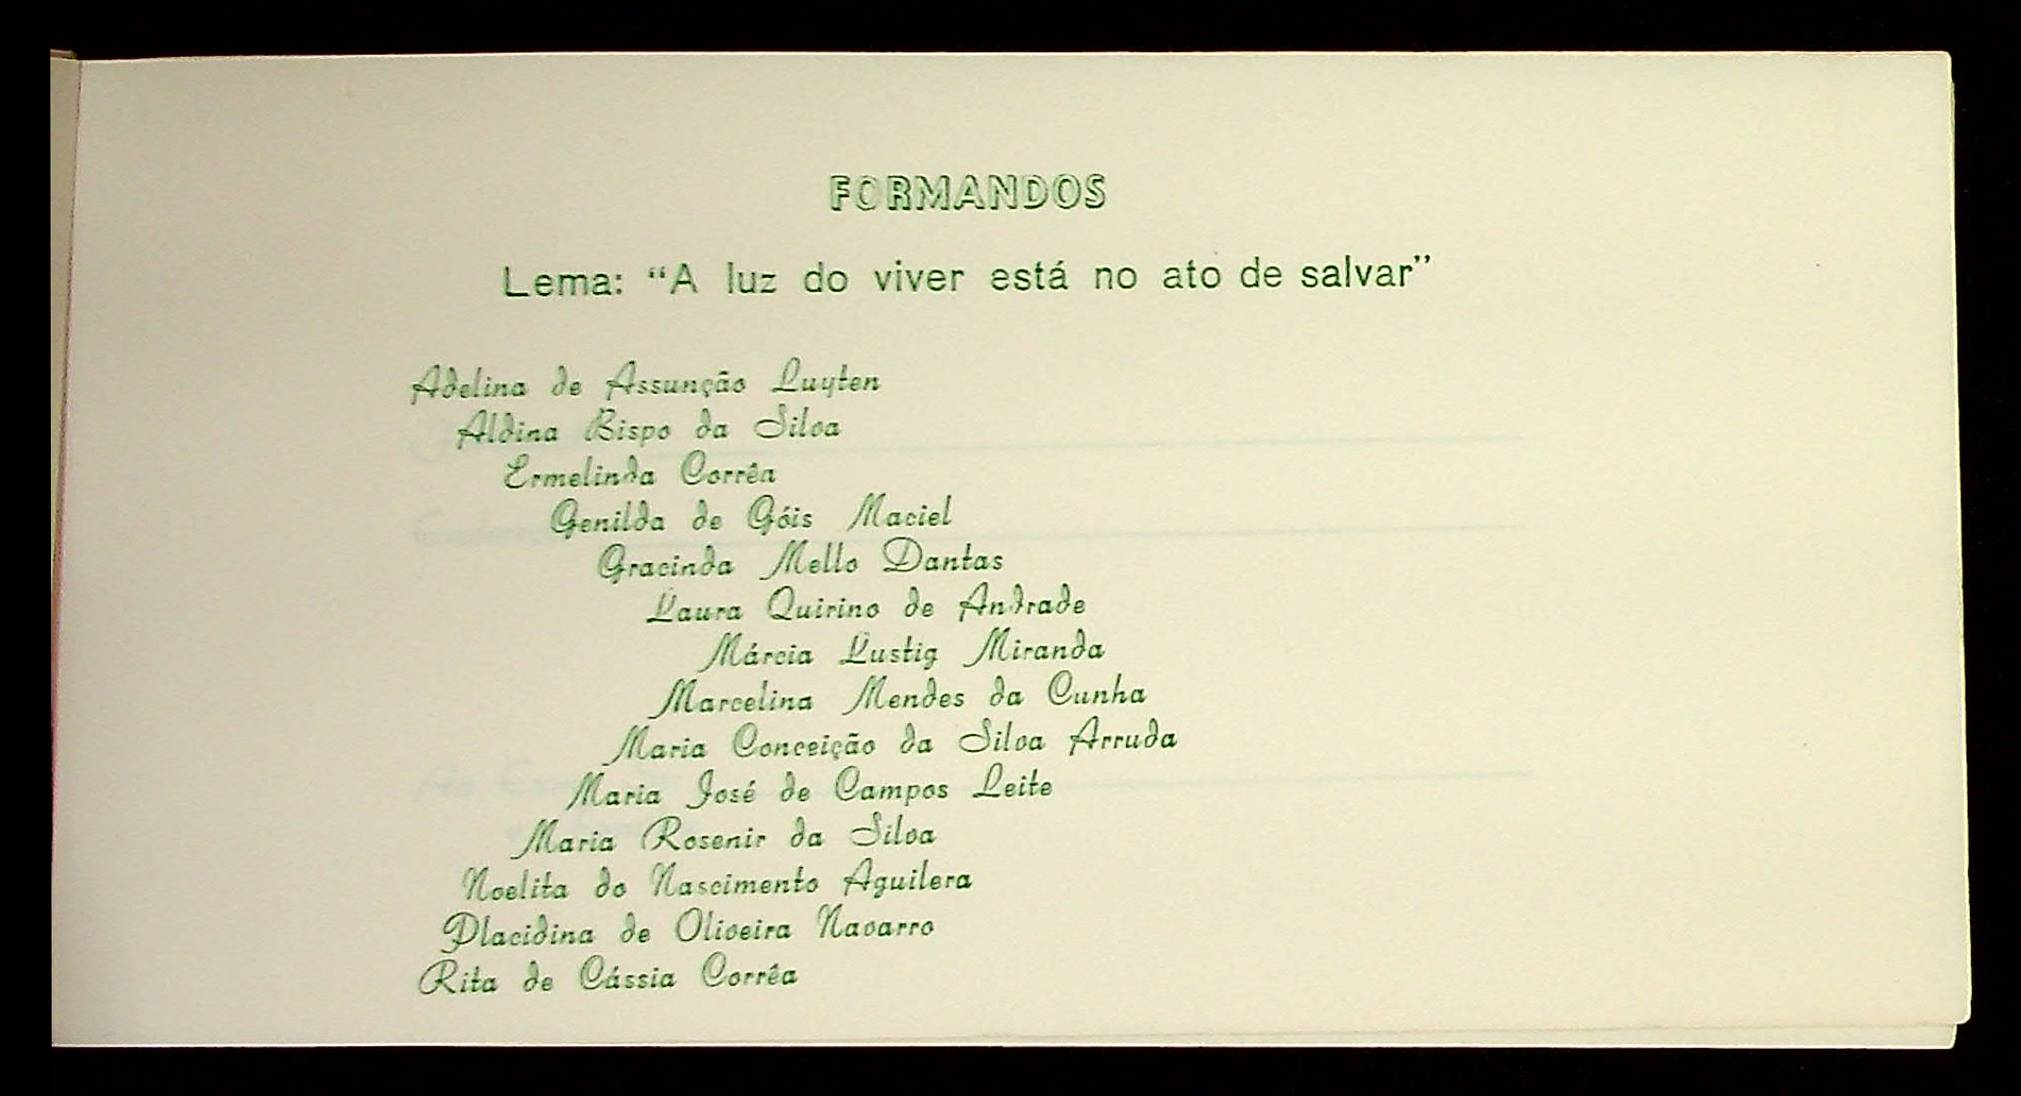 FORMANDOS
Lema: “A luz do viver está no ato de salvar”
Adelina de Assunção Luyten
Aldina Bispo da Silva
Ermelinda Corrêa
Genilda de Góis Maciel
Gracinda Mello Dantas
Laura Quirino de Andrade
Márcia Lustig Miranda
Marcelina Mendes da Cunha
Maria Conceição da Silva Arruda
Maria José de Campos Leite
Maria Rosenir da Silva
Noelita do Nascimento Aguilera
Placidina de Oliveira Navarro
Rita de Cássia Corrêa